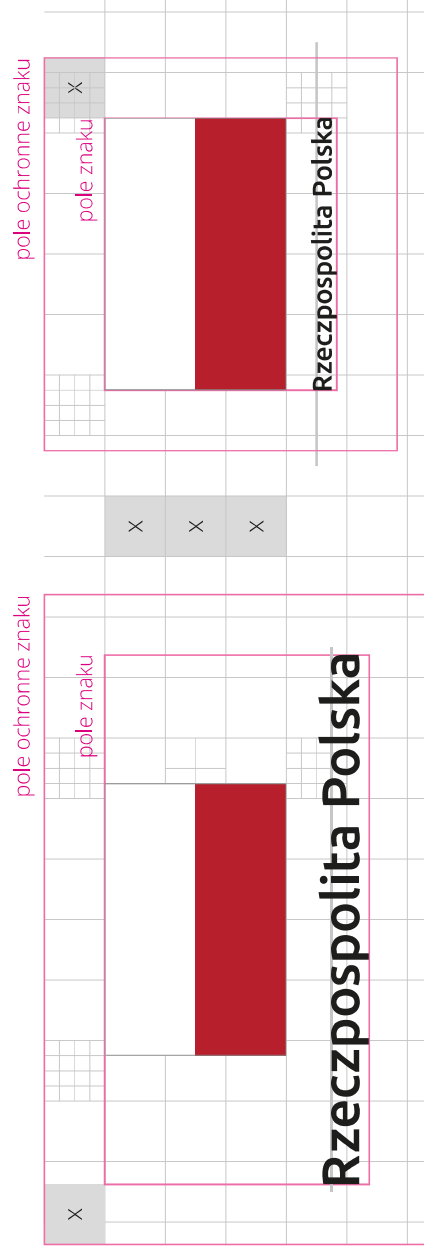 pole ochronne znaku
pole znaku
X
Rzeczpospolita Polska
X
X
X
pole ochronne znaku
pole znaku
X
Rzeczpospolita Polska